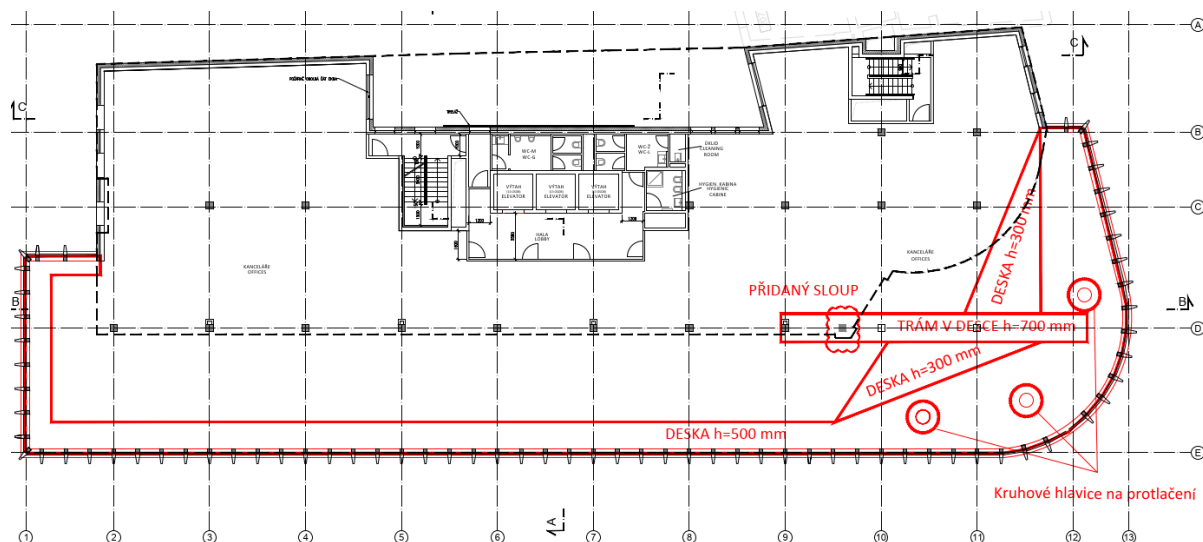 A
C
C
B
WC-M
WC-G
WC-Ž
WC-L
ÚKLID
CLEANING
ROOM
VÝTAH
ELEVATOR
VÝTAH
ELEVATOR
VÝTAH
ELEVATOR
HYGIEN. KABINA
HYGIENIC
CABINE
C
HALA
LOBBY
KANCELÁŘE
OFFICES
KANCELÁŘE
OFFICES
DESKA h=300 mm
PŘIDANÝ SLOUP
B
B
TRÁM V DESCE h=700 mm
D
DESKA h=300 mm
DESKA h=500 mm
E
Kruhové hlavice na protlačení
A
1
2
3
4
5
6
7
8
9
10
11
12
13